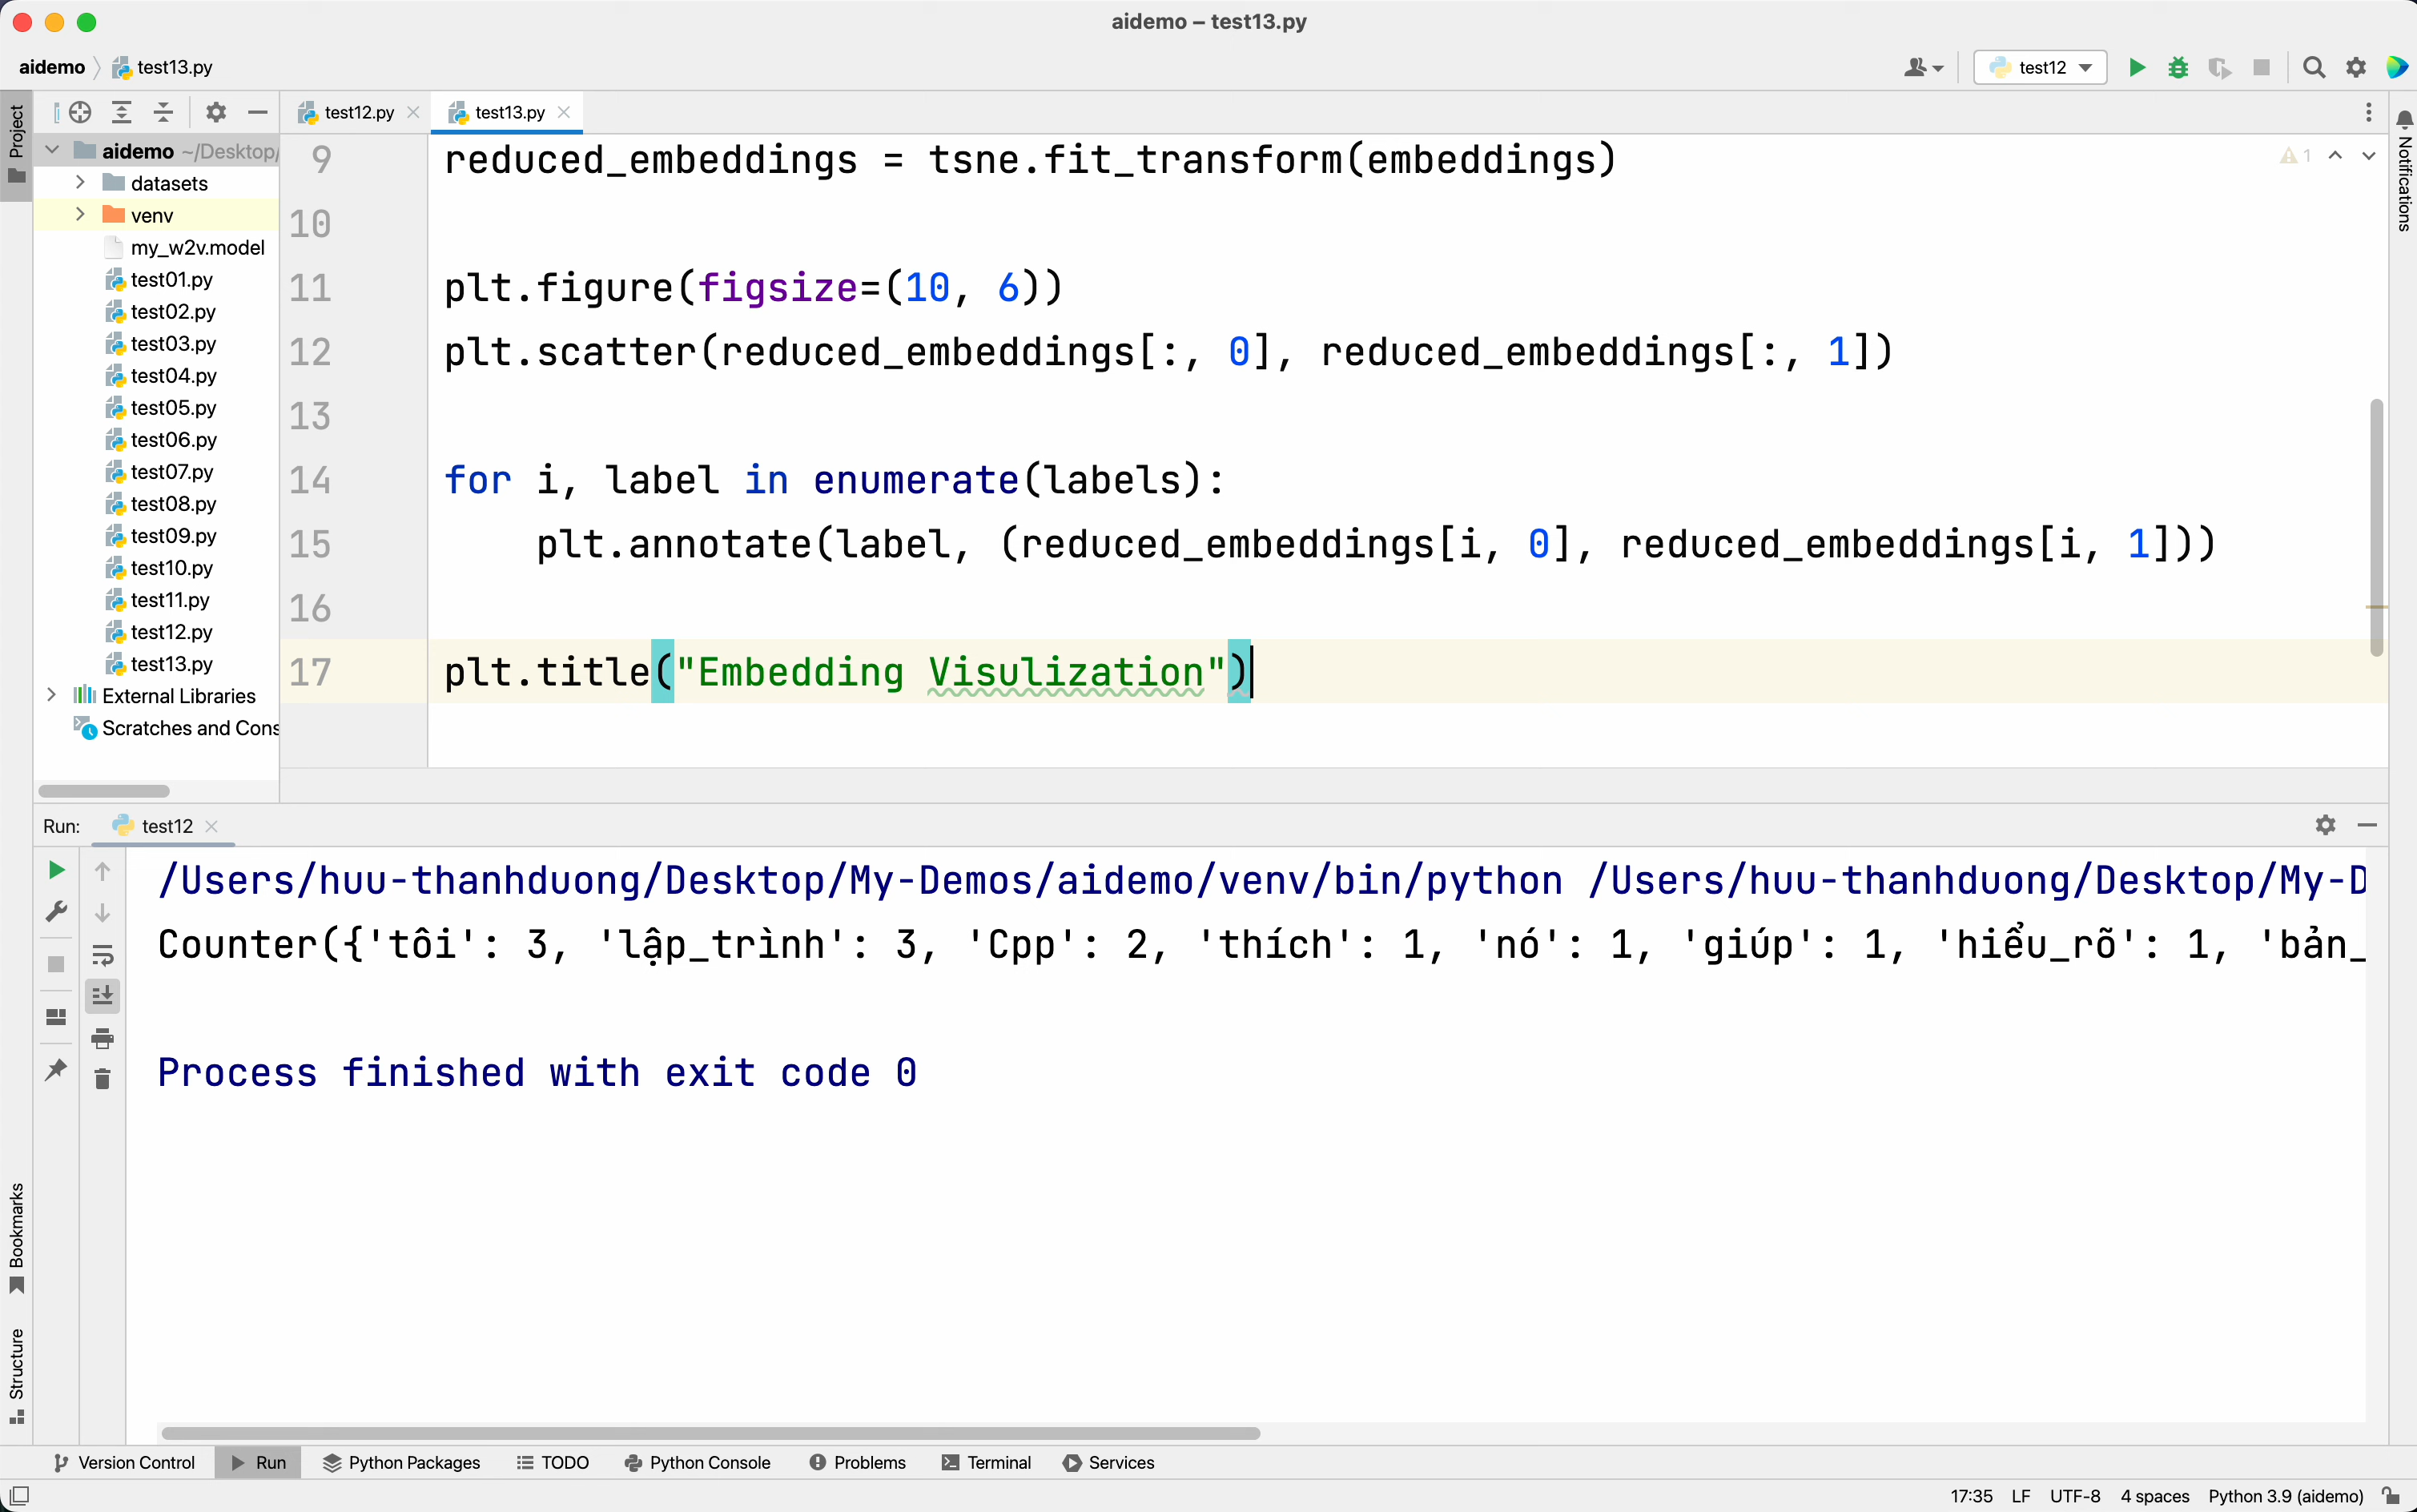 aidemo – test13.py
aidemo
test13.py
test12
Project
test12.py
test13.py
Notifications
aidemo ~/Desktop/
datasets
venv
my_w2v.model
test01.py
test02.py
test03.py
test04.py
test05.py
test06.py
test07.py
test08.py
test09.py
test10.py
test11.py
test12.py
test13.py
External Libraries
Scratches and Cons
1
9 reduced_embeddings = tsne.fit_transform(embeddings)
10
11 plt.figure(figsize=(10, 6))
12 plt.scatter(reduced_embeddings[:, 0], reduced_embeddings[:, 1])
13
14 for i, label in enumerate(labels):
15 plt.annotate(label, (reduced_embeddings[i, 0], reduced_embeddings[i, 1]))
16
17 plt.title("Embedding Visulization")
Run: test12
/Users/huu-thanhduong/Desktop/My-Demos/aidemo/venv/bin/python /Users/huu-thanhduong/Desktop/My-D
Counter({'tôi': 3, 'lập_trình': 3, 'Cpp': 2, 'thích': 1, 'nó': 1, 'giúp': 1, 'hiểu_rõ': 1, 'bản_
Process finished with exit code 0
Bookmarks
Structure
Version Control
Run
Python Packages
TODO
Python Console
Problems
Terminal
Services
17:35 LF UTF-8 4 spaces Python 3.9 (aidemo)